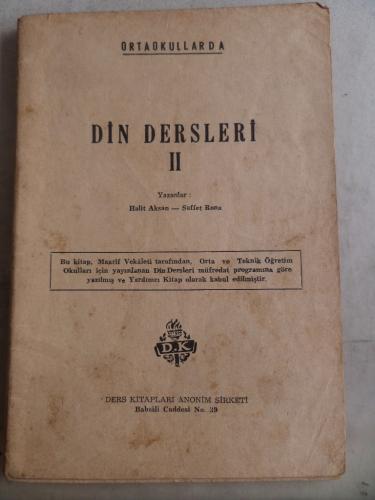 ORTAOKULLARDA
DİN DERSLERİ
II
Yazanlar :
Halit Aksan — Saffet Rona
Bu kitap, Maarif Vekâleti tarafından, Orta ve Teknik Öğretim
Okulları için yayınlanan Din Dersleri müfredat programına göre
yazılmış ve Yardımcı Kitap olarak kabul edilmiştir.
D.K
DERS KİTAPLARI ANONİM ŞİRKETİ
Babıâli Caddesi No. 39